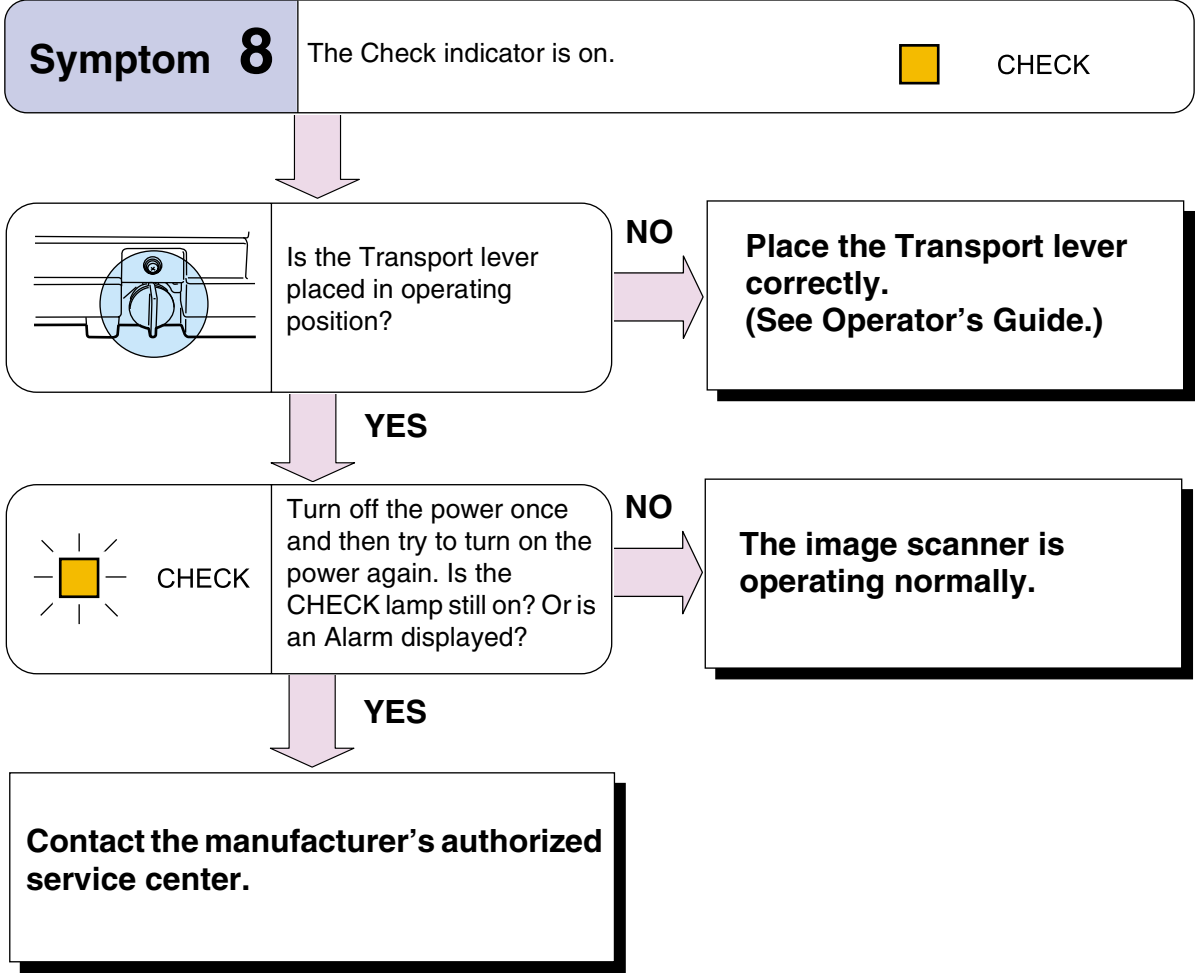 Symptom 8
The Check indicator is on.
CHECK
Is the Transport lever
placed in operating
position?
NO
Place the Transport lever
correctly.
(See Operator’s Guide.)
YES
CHECK
Turn off the power once
and then try to turn on the
power again. Is the
CHECK lamp still on? Or is
an Alarm displayed?
NO
The image scanner is
operating normally.
YES
Contact the manufacturer’s authorized
service center.